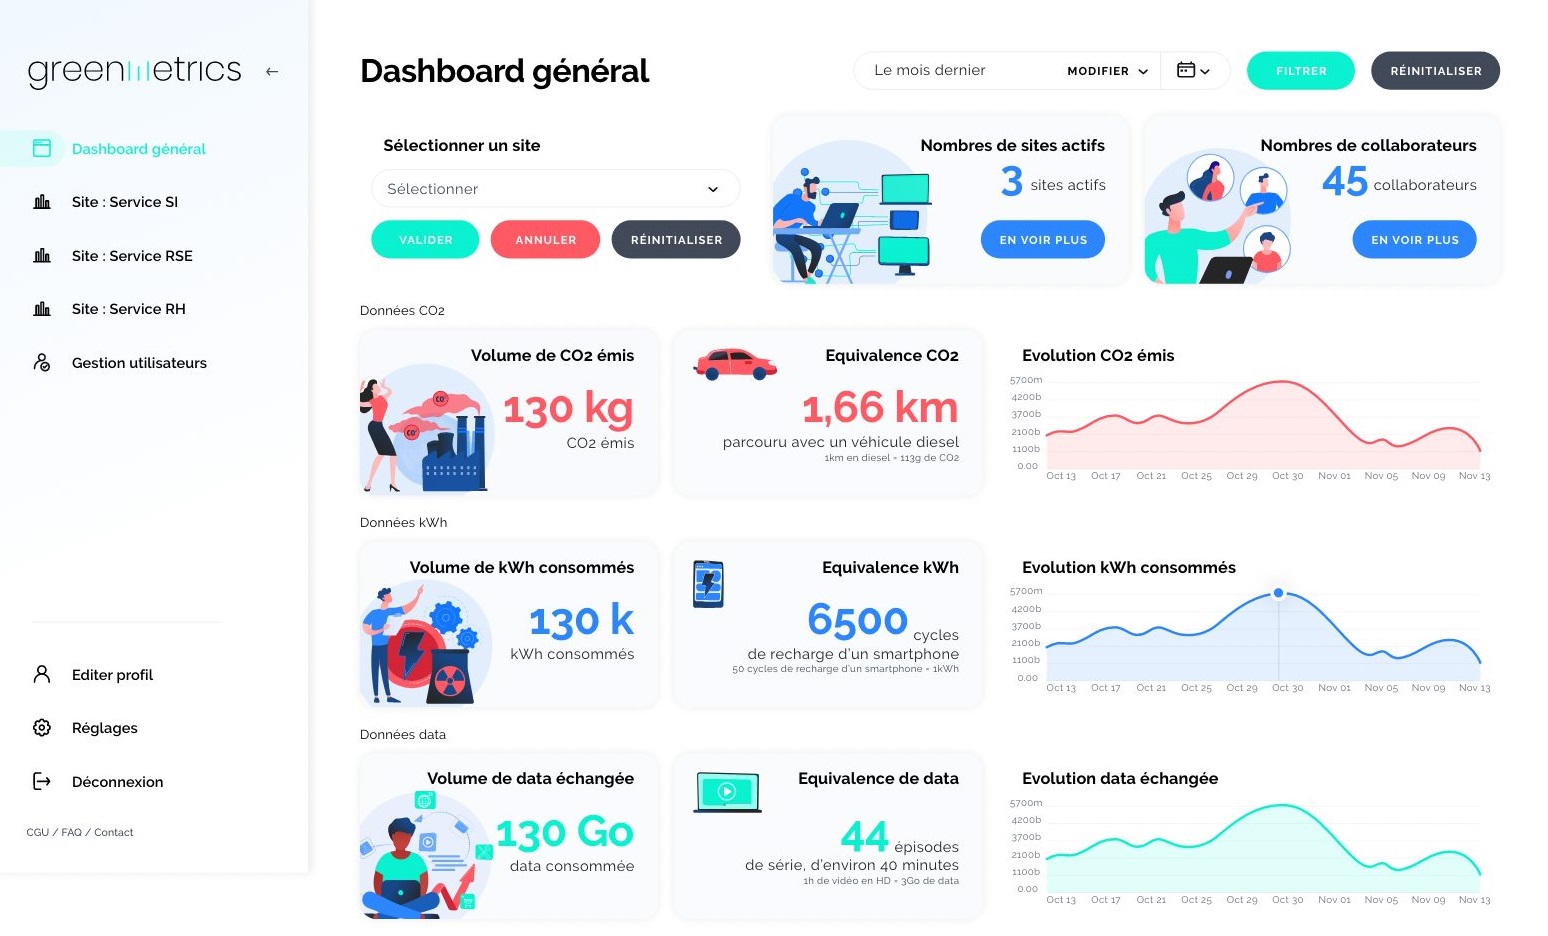 greenmetrics
Dashboard général
Site : Service SI
Site : Service RSE
Site : Service RH
Gestion utilisateurs
Editer profil
Réglages
Déconnexion
CGU / FAQ / Contact
Dashboard général
Le mois dernier
MODIFIER
FILTRER
RÉINITIALISER
Sélectionner un site
Sélectionner
VALIDER
ANNULER
RÉINITIALISER
Nombres de sites actifs
3 sites actifs
EN VOIR PLUS
Nombres de collaborateurs
45 collaborateurs
EN VOIR PLUS
Données CO2
Volume de CO2 émis
CO²
CO²
130 kg
CO2 émis
Equivalence CO2
1,66 km
parcouru avec un véhicule diesel
1km en diesel = 113g de CO2
Evolution CO2 émis
5700m
4200b
3700b
2100b
1100b
0.00
Oct 13 Oct 17 Oct 21 Oct 25 Oct 29 Oct 30 Nov 01 Nov 05 Nov 09 Nov 13
Données kWh
Volume de kWh consommés
130 k
kWh consommés
Equivalence kWh
6500 cycles
de recharge d'un smartphone
50 cycles de recharge d'un smartphone = 1kWh
Evolution kWh consommés
5700m
4200b
3700b
2100b
1100b
0.00
Oct 13 Oct 17 Oct 21 Oct 25 Oct 29 Oct 30 Nov 01 Nov 05 Nov 09 Nov 13
Données data
Volume de data échangée
130 Go
data consommée
Equivalence de data
44 épisodes
de série, d'environ 40 minutes
1h de vidéo en HD = 3Go de data
Evolution data échangée
5700m
4200b
3700b
2100b
1100b
0.00
Oct 13 Oct 17 Oct 21 Oct 25 Oct 29 Oct 30 Nov 01 Nov 05 Nov 09 Nov 13